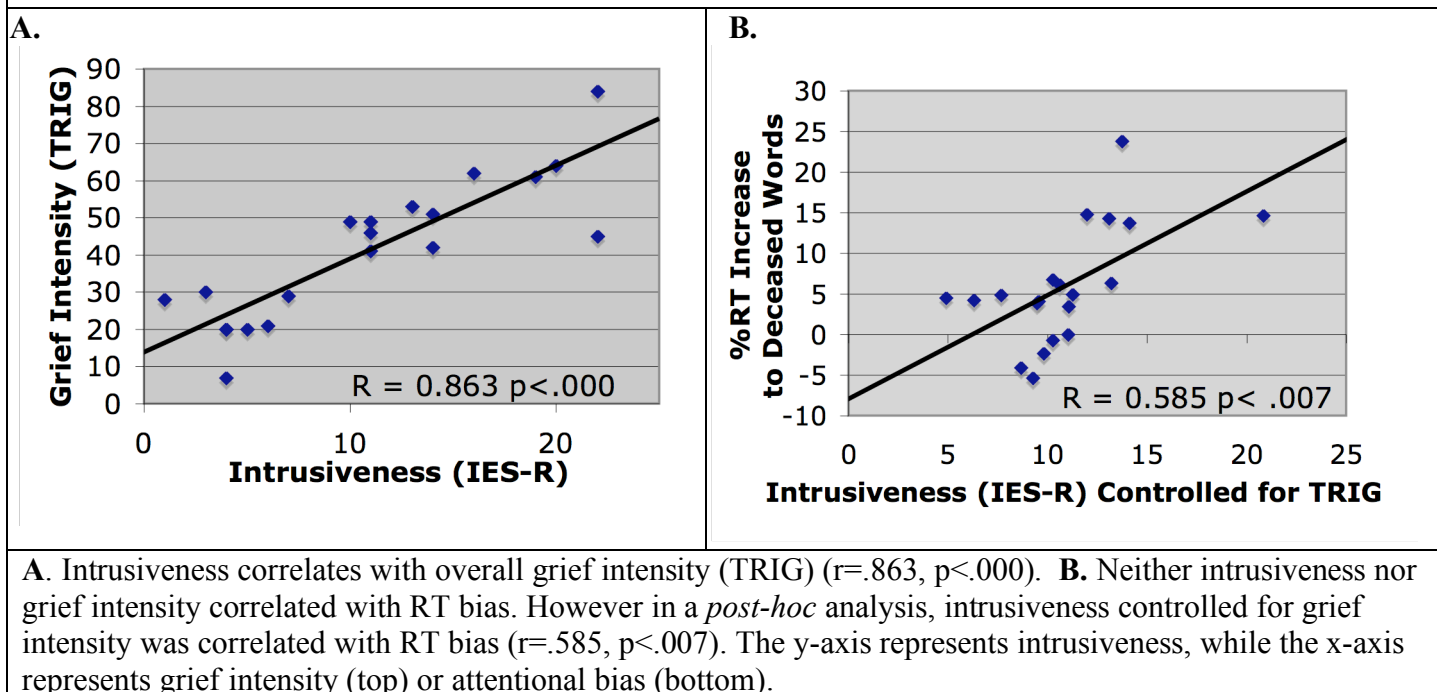 A.
90
80
70
60
50
40
30
20
10
0
Grief Intensity (TRIG)
R = 0.863 p<.000
0 10 20
Intrusiveness (IES-R)
B.
30
25
20
15
10
5
0
-5
-10
%RT Increase
to Deceased Words
R = 0.585 p< .007
0 5 10 15 20 25
Intrusiveness (IES-R) Controlled for TRIG
A. Intrusiveness correlates with overall grief intensity (TRIG) (r=.863, p<.000). B. Neither intrusiveness nor
grief intensity correlated with RT bias. However in a post-hoc analysis, intrusiveness controlled for grief
intensity was correlated with RT bias (r=.585, p<.007). The y-axis represents intrusiveness, while the x-axis
represents grief intensity (top) or attentional bias (bottom).